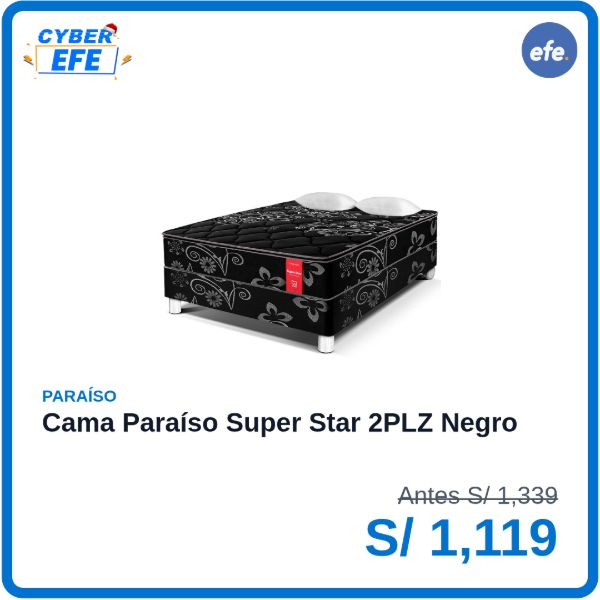 CYBER
EFE
efe.
PARAÍSO
Cama Paraíso Super Star 2PLZ Negro
Antes S/ 1,339
S/ 1,119